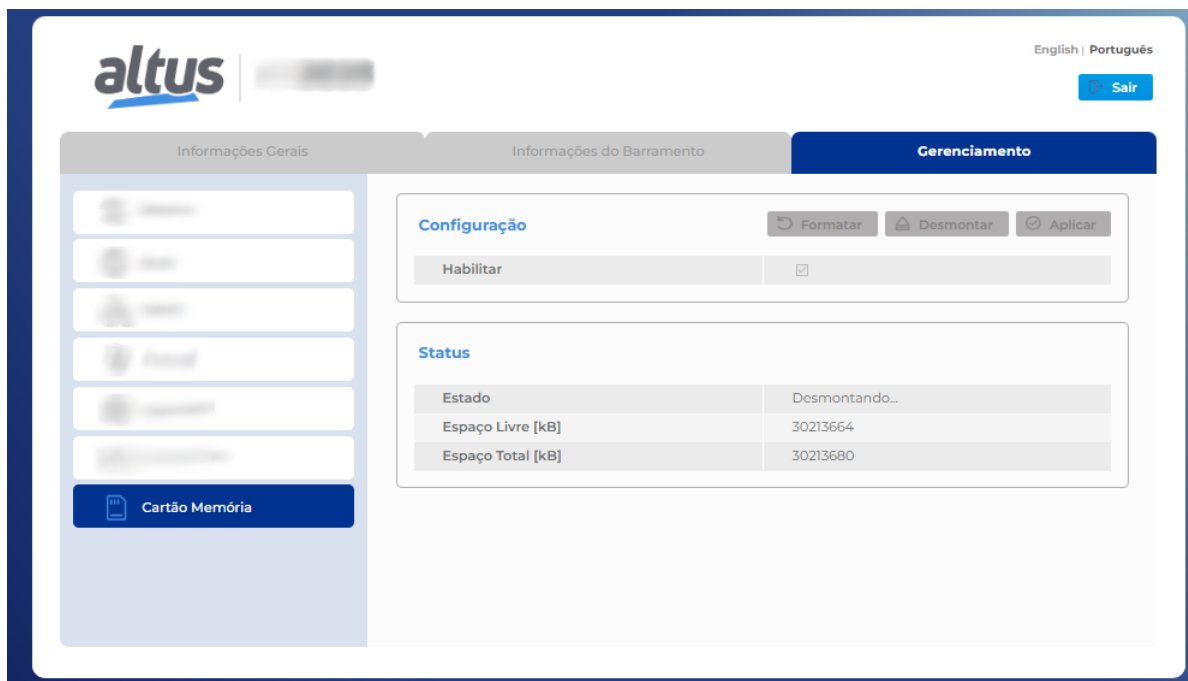 English | Português
altus
Sair
Informações Gerais
Informações do Barramento
Gerenciamento
Configuração
Formatar
Desmontar
Aplicar
Habilitar
Status
Estado Desmontando...
Espaço Livre [kB] 30213664
Espaço Total [kB] 30213680
Cartão Memória